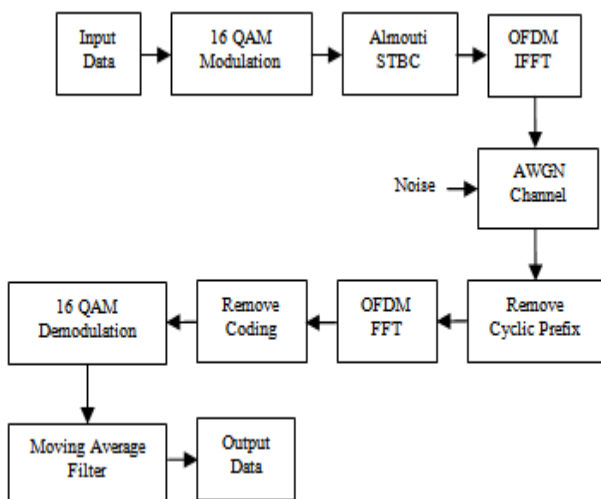 Input
Data
16 QAM
Modulation
Almouti
STBC
OFDM
IFFT
Noise
AWGN
Channel
16 QAM
Demodulation
Remove
Coding
OFDM
FFT
Remove
Cyclic Prefix
Moving Average
Filter
Output
Data